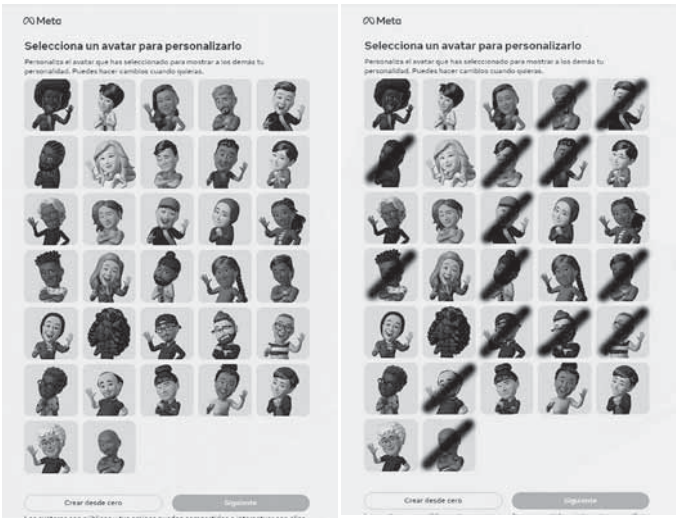 Meta
Selecciona un avatar para personalizarlo
Personaliza el avatar que has seleccionado para mostrar a los demás tu
personalidad. Puedes hacer cambios cuando quieras.
Crear desde cero
Siguiente
Meta
Selecciona un avatar para personalizarlo
Personaliza el avatar que has seleccionado para mostrar a los demás tu
personalidad. Puedes hacer cambios cuando quieras.
Crear desde cero
Siguiente